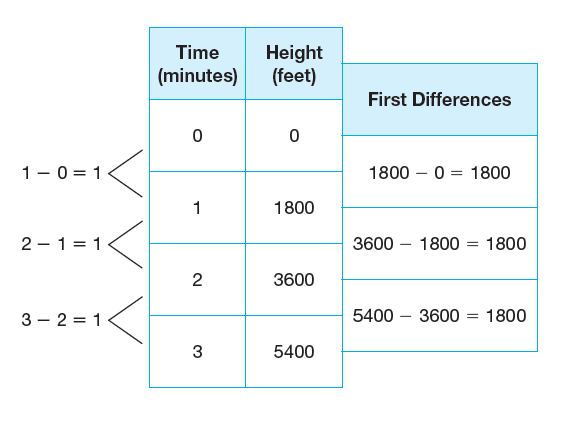 Time
(minutes)
Height
(feet)
First Differences
0
0
1 − 0 = 1
1800 − 0 = 1800
1
1800
2 − 1 = 1
3600 − 1800 = 1800
2
3600
3 − 2 = 1
5400 − 3600 = 1800
3
5400